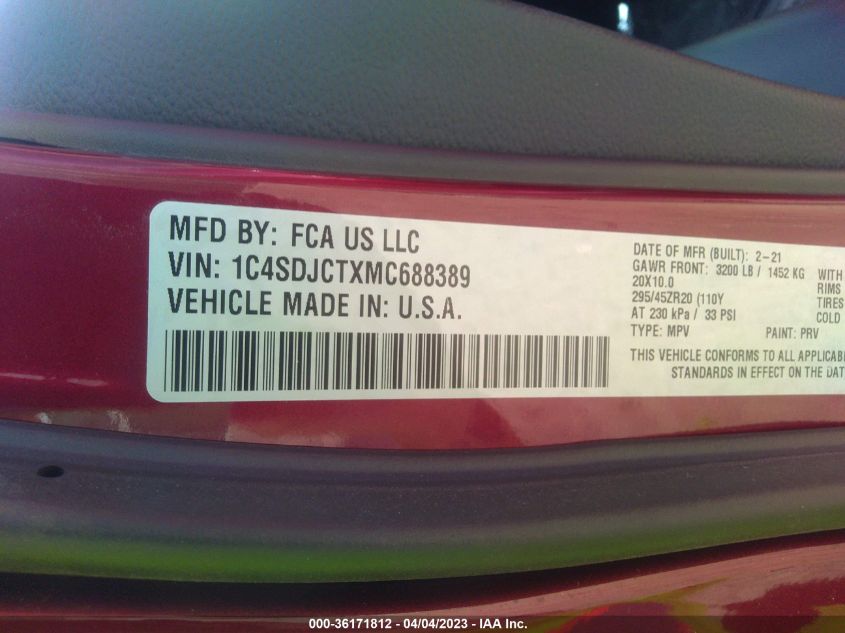 MFD BY: FCA US LLC
VIN: 1C4SDJCTXMC688389
VEHICLE MADE IN: U.S.A.
DATE OF MFR (BUILT): 2-21
GAWR FRONT: 3200 LB / 1452 KG WITH
20X10.0 RIMS
295/45ZR20 (110Y TIRES
AT 230 kPa / 33 PSI COLD
TYPE: MPV PAINT: PRV
THIS VEHICLE CONFORMS TO ALL APPLICABL
STANDARDS IN EFFECT ON THE DAT
000-36171812 - 04/04/2023 - IAA Inc.